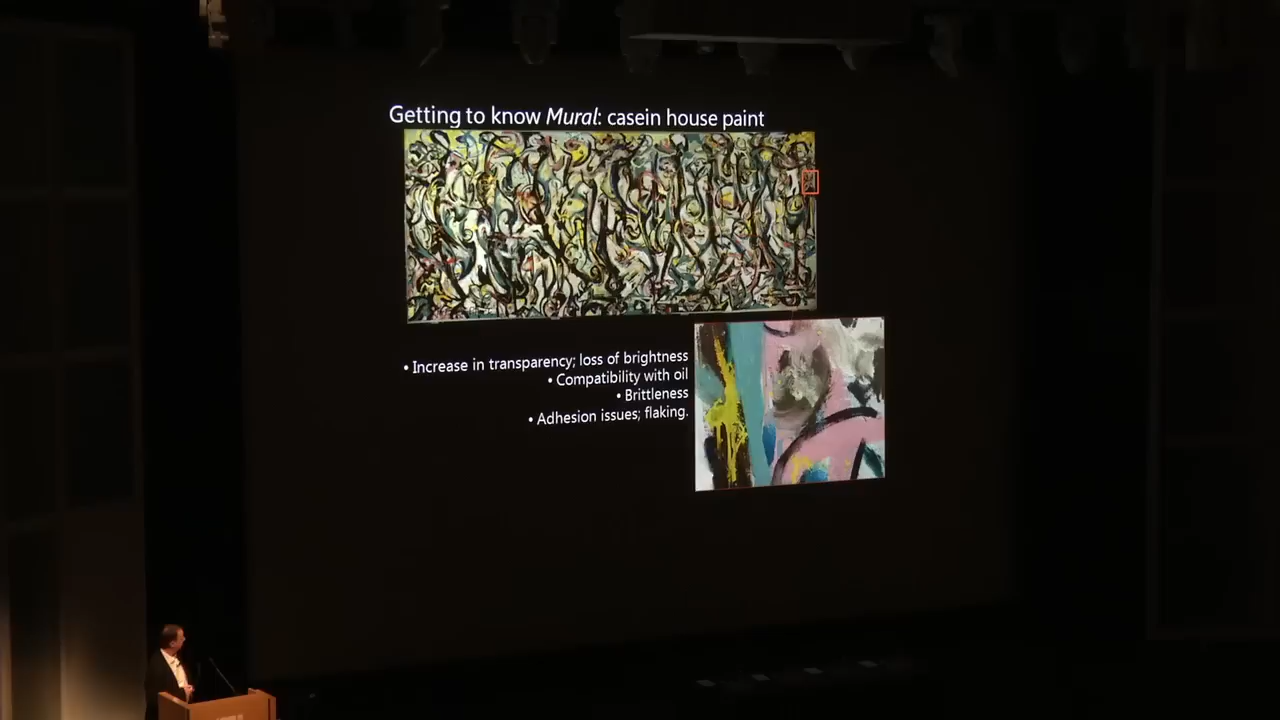 Getting to know Mural: casein house paint
• Increase in transparency; loss of brightness
• Compatibility with oil
• Brittleness
• Adhesion issues; flaking.